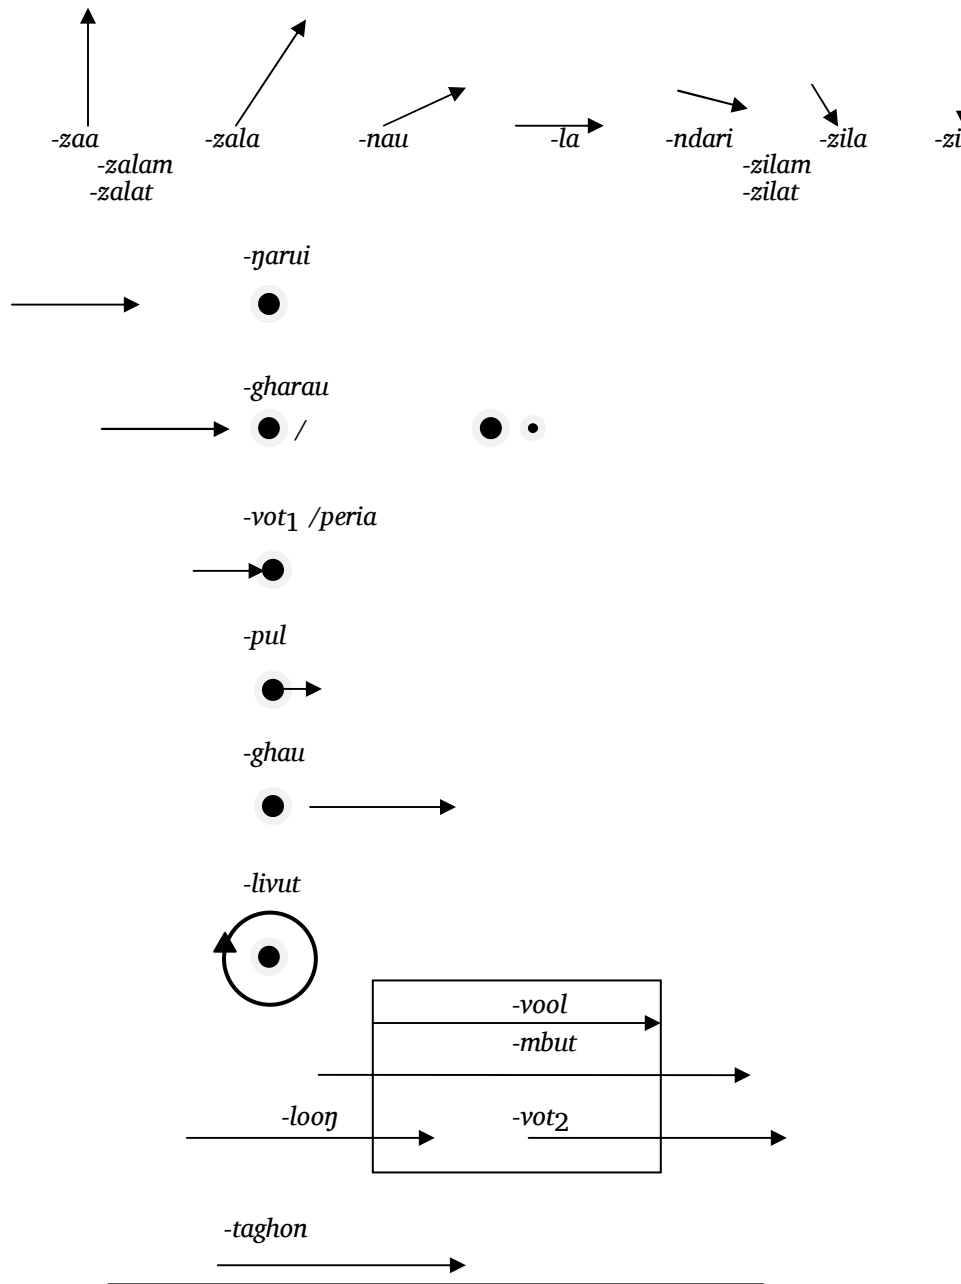 -zaa -zala -nau -la -ndari -zila
-zalam -zilam
-zalat -zilat
-ŋarui
-gharau
/
-vot1 /peria
-pul
-ghau
-livut
-vool
-mbut
-looŋ -vot2
-taghon